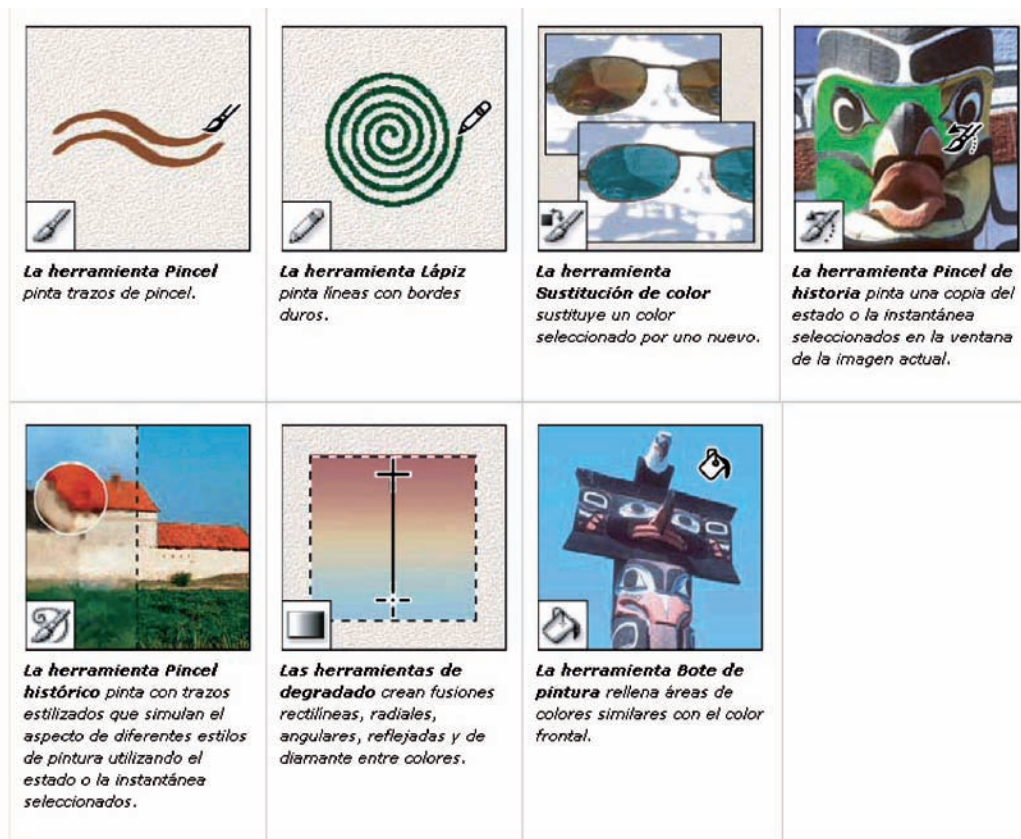 La herramienta Pincel
pinta trazos de pincel.
La herramienta Lápiz
pinta líneas con bordes
duros.
La herramienta
Sustitución de color
sustituye un color
seleccionado por uno nuevo.
La herramienta Pincel de
historia pinta una copia del
estado o la instantánea
seleccionados en la ventana
de la imagen actual.
La herramienta Pincel
histórico pinta con trazos
estilizados que simulan el
aspecto de diferentes estilos
de pintura utilizando el
estado o la instantánea
seleccionados.
Las herramientas de
degradado crean fusiones
rectilíneas, radiales,
angulares, reflejadas y de
diamante entre colores.
La herramienta Bote de
pintura rellena áreas de
colores similares con el color
frontal.